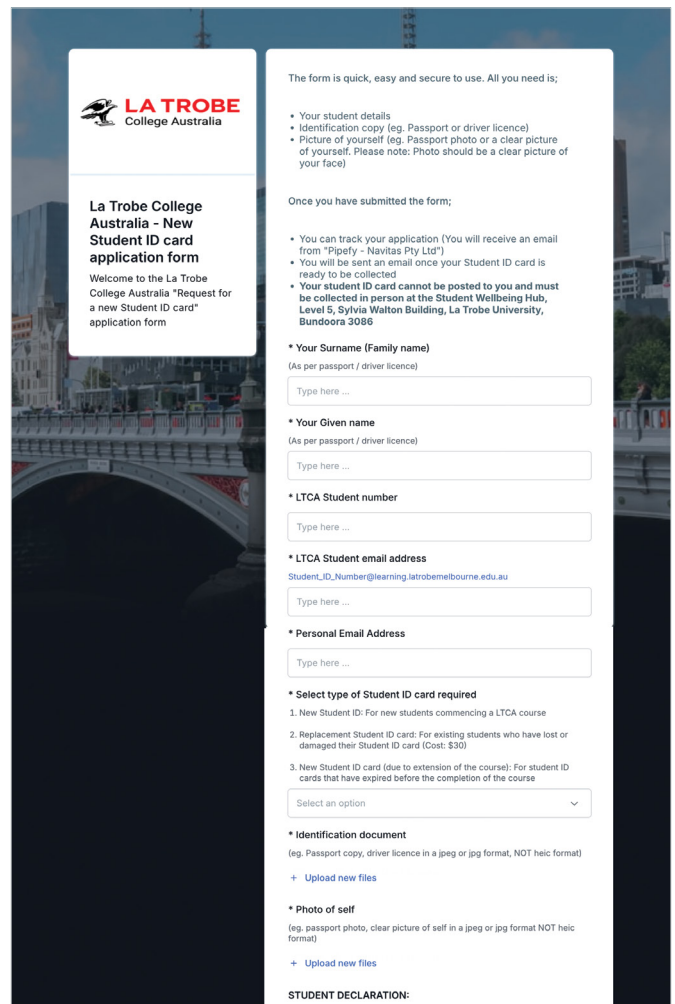 LA TROBE
College Australia
La Trobe College
Australia - New
Student ID card
application form
Welcome to the La Trobe
College Australia "Request for
a new Student ID card"
application form
The form is quick, easy and secure to use. All you need is;
• Your student details
• Identification copy (eg. Passport or driver licence)
• Picture of yourself (eg. Passport photo or a clear picture
of yourself. Please note: Photo should be a clear picture of
your face)
Once you have submitted the form;
• You can track your application (You will receive an email
from "Pipefy - Navitas Pty Ltd")
• You will be sent an email once your Student ID card is
ready to be collected
• Your student ID card cannot be posted to you and must
be collected in person at the Student Wellbeing Hub,
Level 5, Sylvia Walton Building, La Trobe University,
Bundoora 3086
* Your Surname (Family name)
(As per passport / driver licence)
Type here ...
* Your Given name
(As per passport / driver licence)
Type here ...
* LTCA Student number
Type here ...
* LTCA Student email address
Student_ID_Number@learning.latrobemelbourne.edu.au
Type here ...
* Personal Email Address
Type here ...
* Select type of Student ID card required
1. New Student ID: For new students commencing a LTCA course
2. Replacement Student ID card: For existing students who have lost or
damaged their Student ID card (Cost: $30)
3. New Student ID card (due to extension of the course): For student ID
cards that have expired before the completion of the course
Select an option
* Identification document
(eg. Passport copy, driver licence in a jpeg or jpg format, NOT heic format)
+ Upload new files
* Photo of self
(eg. passport photo, clear picture of self in a jpeg or jpg format NOT heic
format)
+ Upload new files
STUDENT DECLARATION: